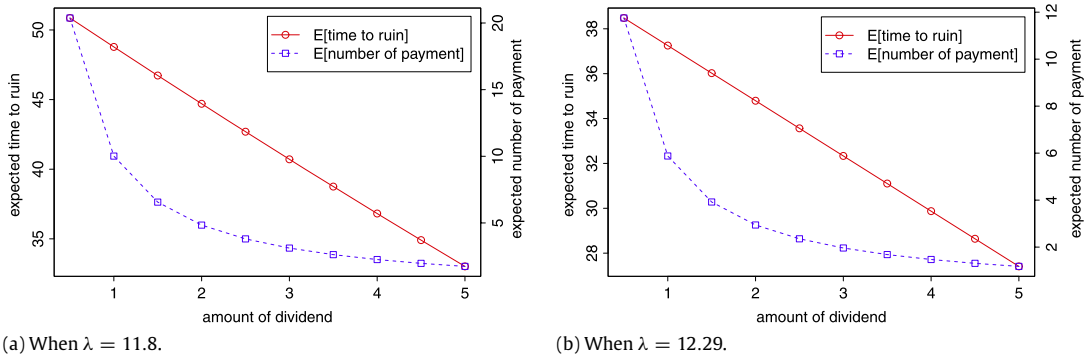 E[time to ruin]
E[number of payment]
expected time to ruin
50
45
40
35
20
15
10
5
expected number of payment
1
2
3
4
5
amount of dividend
(a) When λ = 11.8.
E[time to ruin]
E[number of payment]
expected time to ruin
38
36
34
32
30
28
12
10
8
6
4
2
expected number of payment
1
2
3
4
5
amount of dividend
(b) When λ = 12.29.